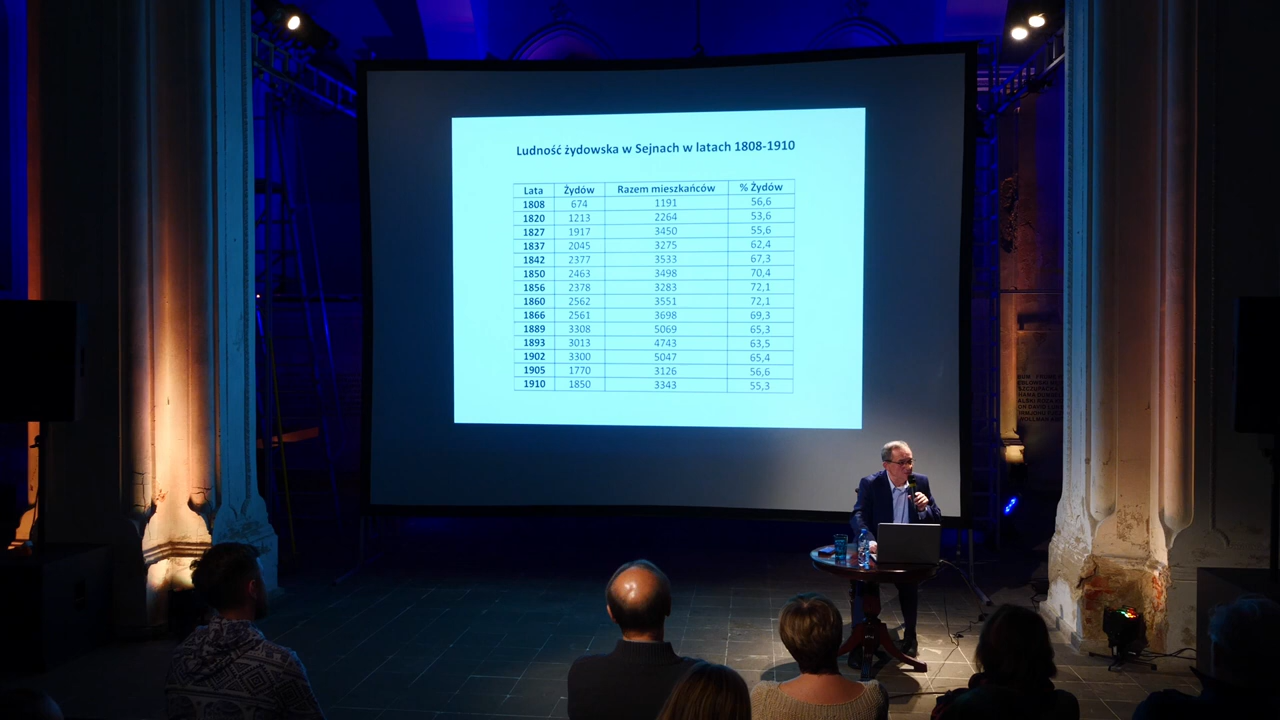 Ludność żydowska w Sejnach w latach 1808-1910
Lata Żydów Razem mieszkańców % Żydów
1808 674 1191 56,6
1820 1213 2264 53,6
1827 1917 3450 55,6
1837 2045 3275 62,4
1842 2377 3533 67,3
1850 2463 3498 70,4
1856 2378 3283 72,1
1860 2562 3551 72,1
1866 2561 3698 69,3
1889 3308 5069 65,3
1893 3013 4743 63,5
1902 3300 5047 65,4
1905 1770 3126 56,6
1910 1850 3343 55,3